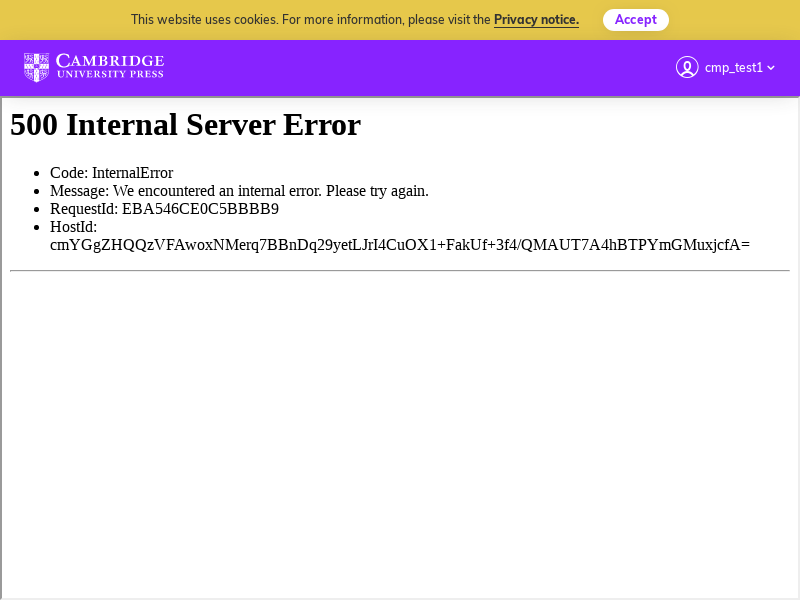 This website uses cookies. For more information, please visit the Privacy notice.
Accept
CAMBRIDGE
UNIVERSITY PRESS
cmp_test1
500 Internal Server Error
Code: InternalError
Message: We encountered an internal error. Please try again.
RequestId: EBA546CE0C5BBBB9
HostId:
cmYGgZHQQzVFAwoxNMerq7BBnDq29yetLJrI4CuOX1+FakUf+3f4/QMAUT7A4hBTPYmGMuxjcfA=